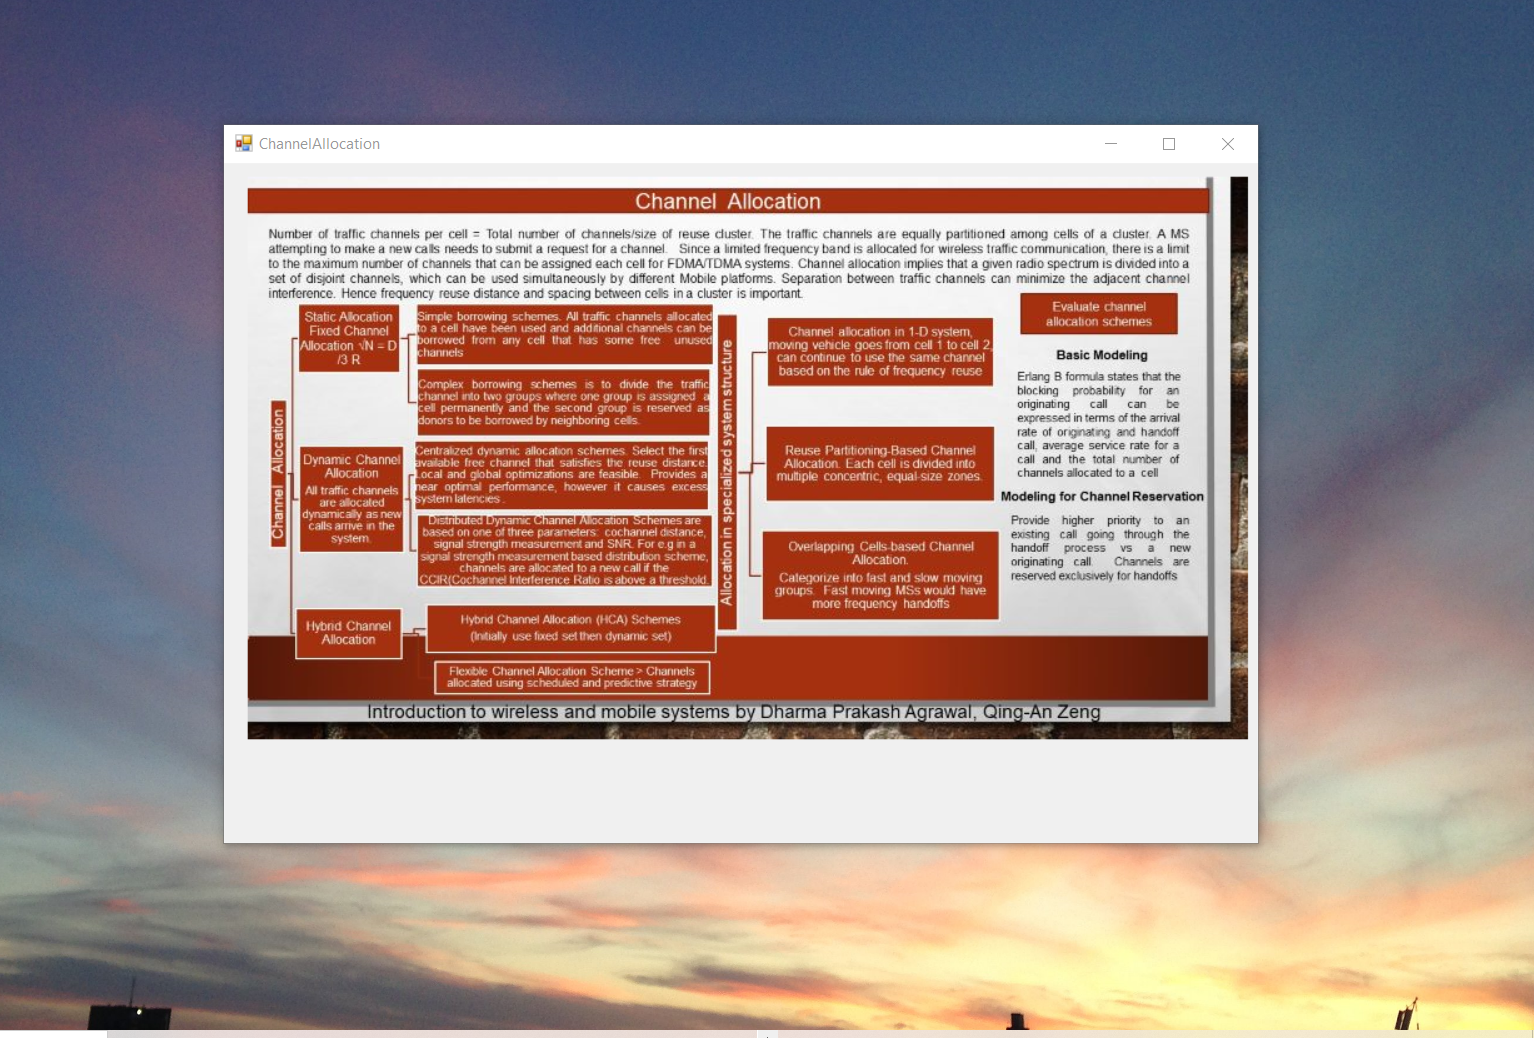 ChannelAllocation
Channel Allocation
Number of traffic channels per cell = Total number of channels/size of reuse cluster. The traffic channels are equally partitioned among cells of a cluster. A MS
attempting to make a new calls needs to submit a request for a channel. Since a limited frequency band is allocated for wireless traffic communication, there is a limit
to the maximum number of channels that can be assigned each cell for FDMA/TDMA systems. Channel allocation implies that a given radio spectrum is divided into a
set of disjoint channels, which can be used simultaneously by different Mobile platforms. Separation between traffic channels can minimize the adjacent channel
interference. Hence frequency reuse distance and spacing between cells in a cluster is important.
Channel Allocation
Static Allocation
Fixed Channel
Allocation √N = D
/3 R
Simple borrowing schemes. All traffic channels allocated
to a cell have been used and additional channels can be
borrowed from any cell that has some free unused
channels
Complex borrowing schemes is to divide the traffic
channel into two groups where one group is assigned a
cell permanently and the second group is reserved as
donors to be borrowed by neighboring cells.
Dynamic Channel
Allocation
All traffic channels
are allocated
dynamically as new
calls arrive in the
system.
Centralized dynamic allocation schemes. Select the first
available free channel that satisfies the reuse distance.
Local and global optimizations are feasible. Provides a
near optimal performance, however it causes excess
system latencies .
Distributed Dynamic Channel Allocation Schemes are
based on one of three parameters: cochannel distance,
signal strength measurement and SNR. For e.g in a
signal strength measurement based distribution scheme,
channels are allocated to a new call if the
CCIR(Cochannel Interference Ratio is above a threshold.
Hybrid Channel
Allocation
Hybrid Channel Allocation (HCA) Schemes
(Initially use fixed set then dynamic set)
Flexible Channel Allocation Scheme > Channels
allocated using scheduled and predictive strategy
Allocation in specialized system structure
Channel allocation in 1-D system,
moving vehicle goes from cell 1 to cell 2,
can continue to use the same channel
based on the rule of frequency reuse
Reuse Partitioning-Based Channel
Allocation. Each cell is divided into
multiple concentric, equal-size zones.
Overlapping Cells-based Channel
Allocation.
Categorize into fast and slow moving
groups. Fast moving MSs would have
more frequency handoffs
Evaluate channel
allocation schemes
Basic Modeling
Erlang B formula states that the
blocking probability for an
originating call can be
expressed in terms of the arrival
rate of originating and handoff
call, average service rate for a
call and the total number of
channels allocated to a cell
Modeling for Channel Reservation
Provide higher priority to an
existing call going through the
handoff process vs a new
originating call. Channels are
reserved exclusively for handoffs
Introduction to wireless and mobile systems by Dharma Prakash Agrawal, Qing-An Zeng